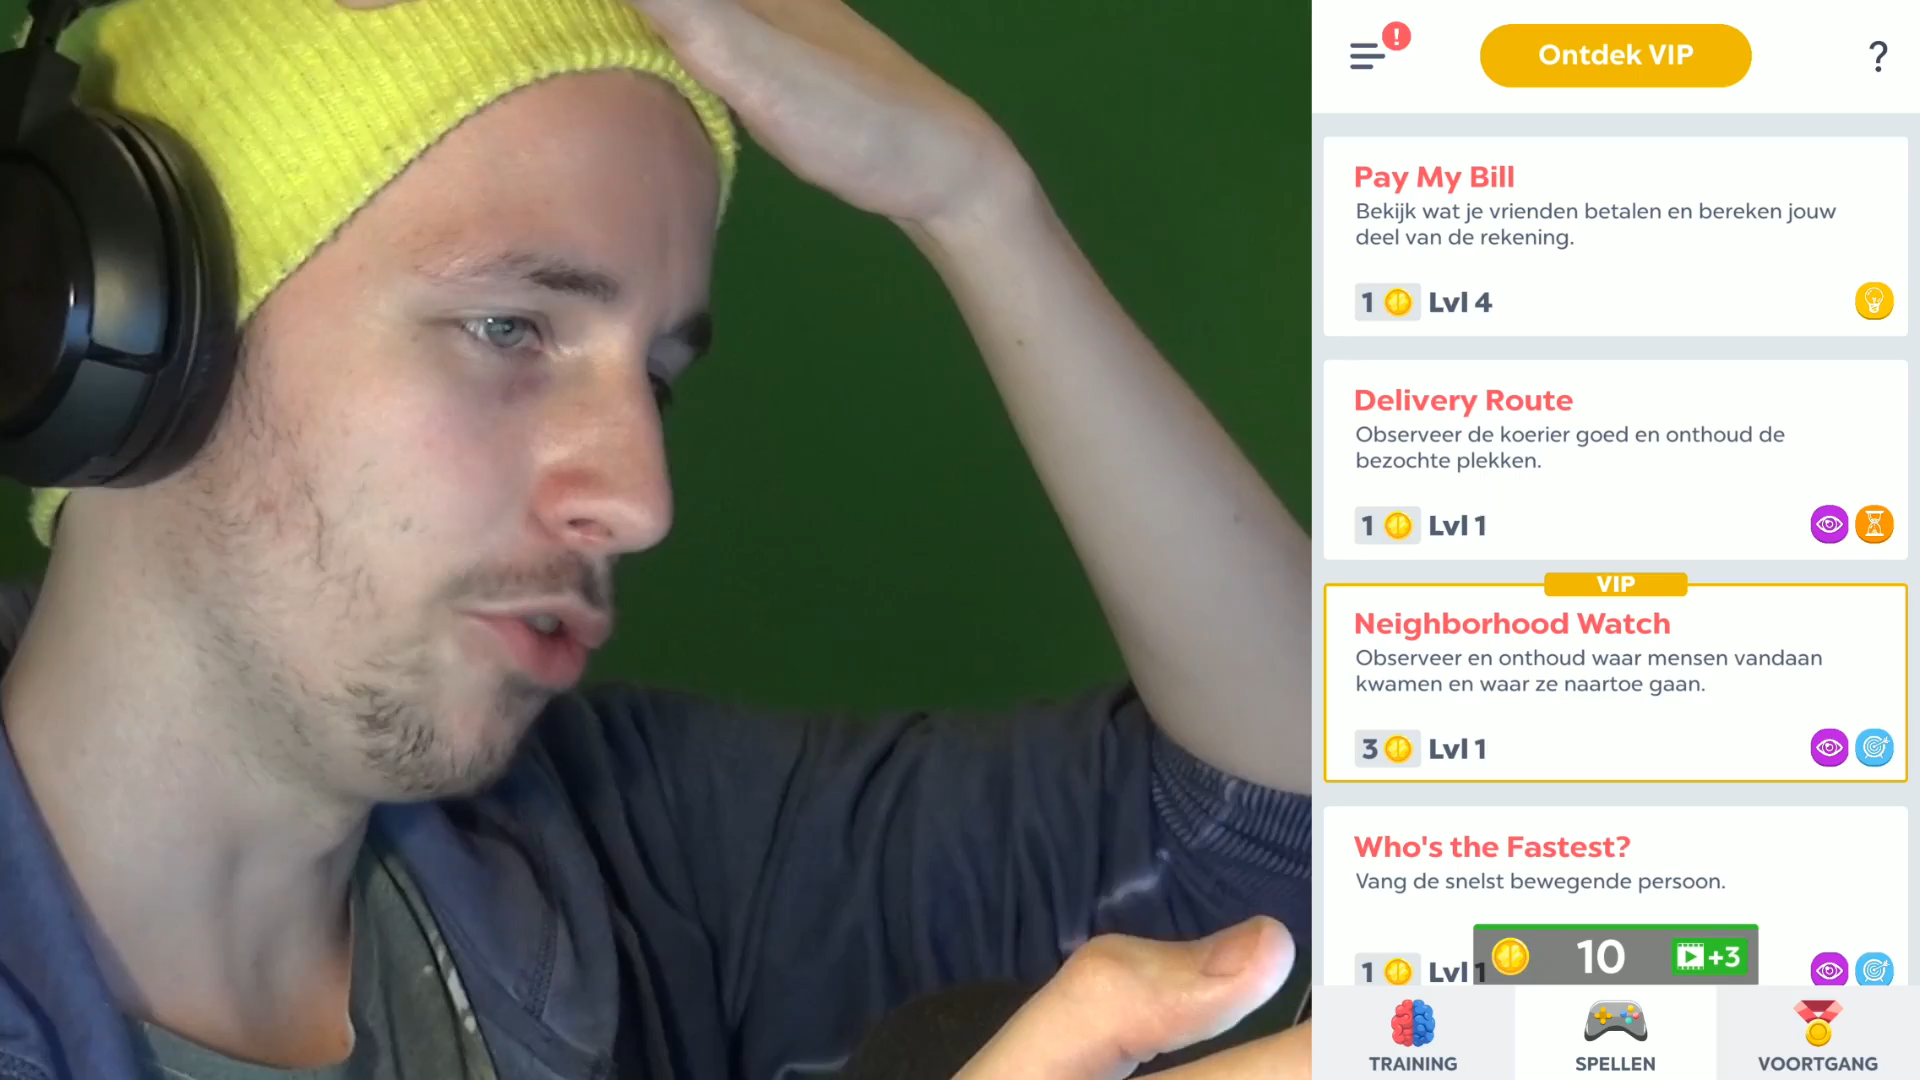 !
Ontdek VIP
?
Pay My Bill
Bekijk wat je vrienden betalen en bereken jouw
deel van de rekening.
1 Lvl 4
Delivery Route
Observeer de koerier goed en onthoud de
bezochte plekken.
1 Lvl 1
VIP
Neighborhood Watch
Observeer en onthoud waar mensen vandaan
kwamen en waar ze naartoe gaan.
3 Lvl 1
Who's the Fastest?
Vang de snelst bewegende persoon.
1 Lvl 1
10 +3
TRAINING SPELLEN VOORTGANG